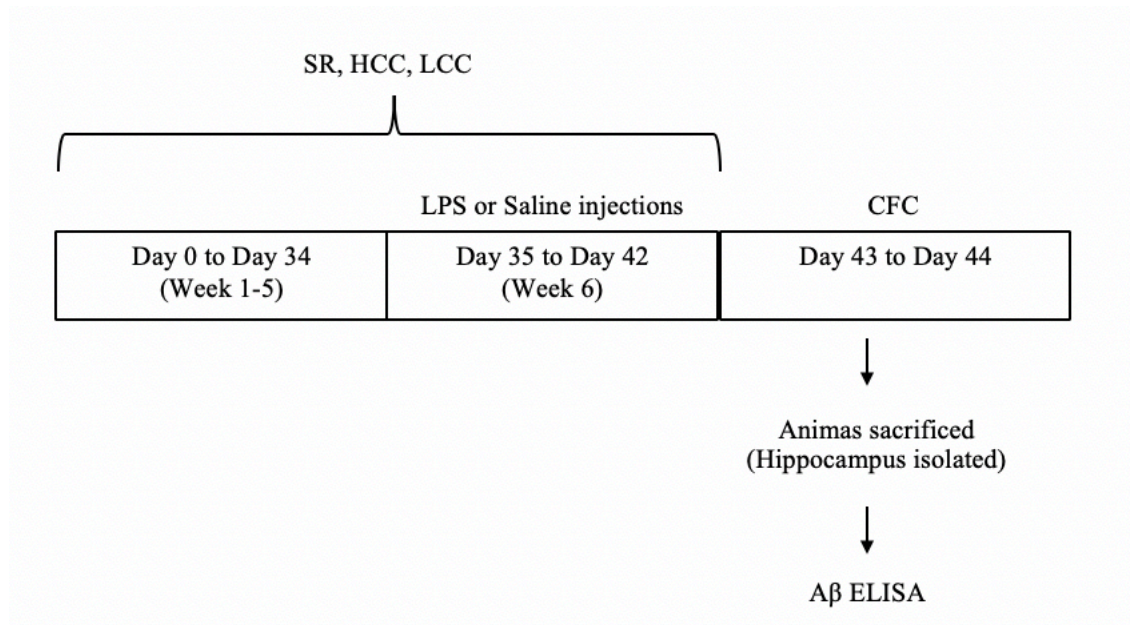 SR, HCC, LCC
LPS or Saline injections
CFC
Day 0 to Day 34
(Week 1-5)
Day 35 to Day 42
(Week 6)
Day 43 to Day 44
Animas sacrificed
(Hippocampus isolated)
Aβ ELISA